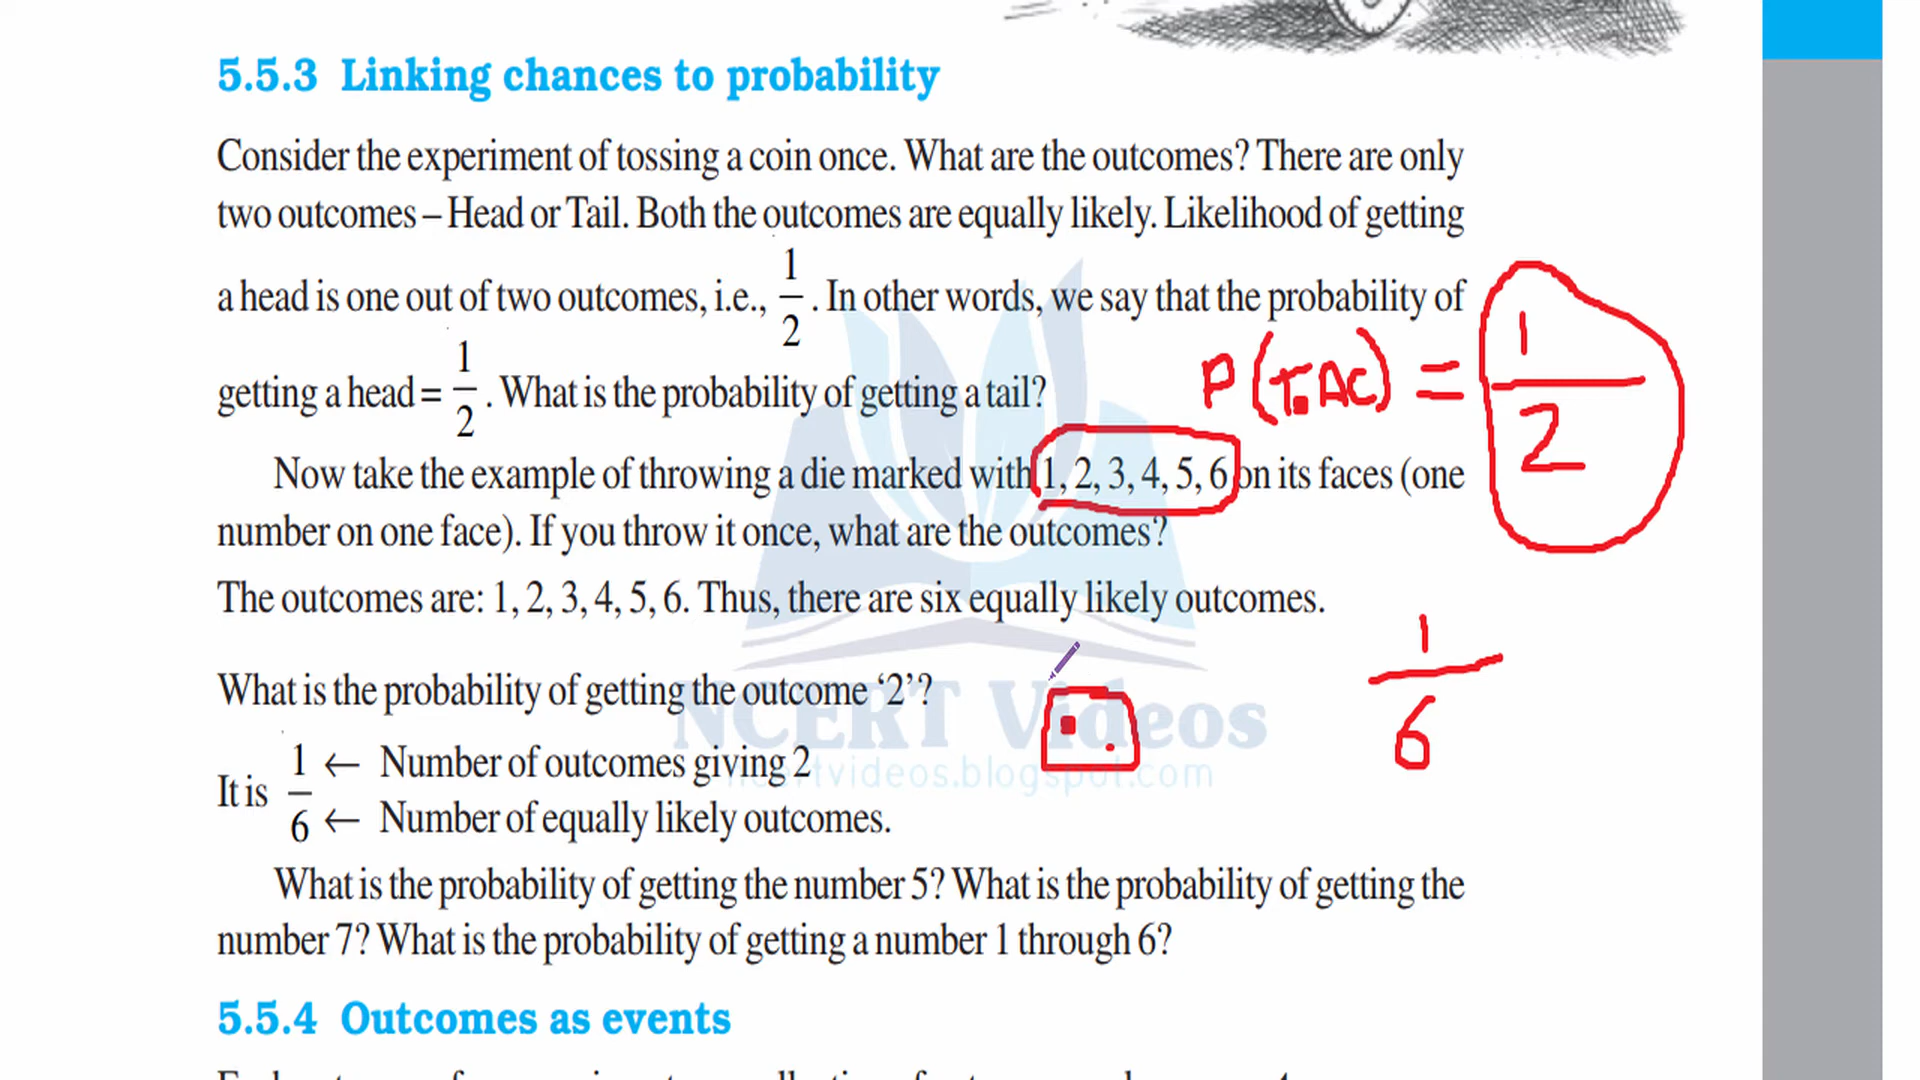 5.5.3 Linking chances to probability
Consider the experiment of tossing a coin once. What are the outcomes? There are only
two outcomes – Head or Tail. Both the outcomes are equally likely. Likelihood of getting
a head is one out of two outcomes, i.e., 1/2. In other words, we say that the probability of
getting a head = 1/2. What is the probability of getting a tail?
P(TAC) = 1/2
Now take the example of throwing a die marked with 1, 2, 3, 4, 5, 6 on its faces (one
number on one face). If you throw it once, what are the outcomes?
The outcomes are: 1, 2, 3, 4, 5, 6. Thus, there are six equally likely outcomes.
1/6
What is the probability of getting the outcome ‘2’?
NCERT Videos
It is 1/6 ← Number of outcomes giving 2
← Number of equally likely outcomes.
ncertvideos.blogspot.com
What is the probability of getting the number 5? What is the probability of getting the
number 7? What is the probability of getting a number 1 through 6?
5.5.4 Outcomes as events